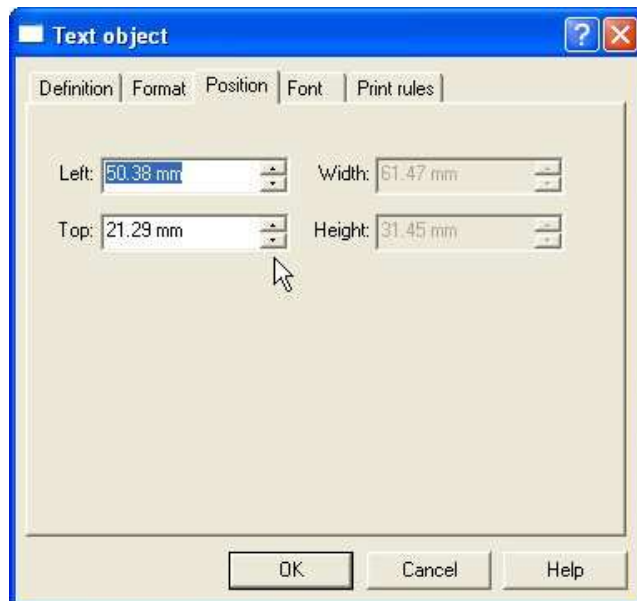 Text object
Definition Format Position Font Print rules
Left: 50.38 mm Width: 61.47 mm
Top: 21.29 mm Height: 31.45 mm
OK Cancel Help